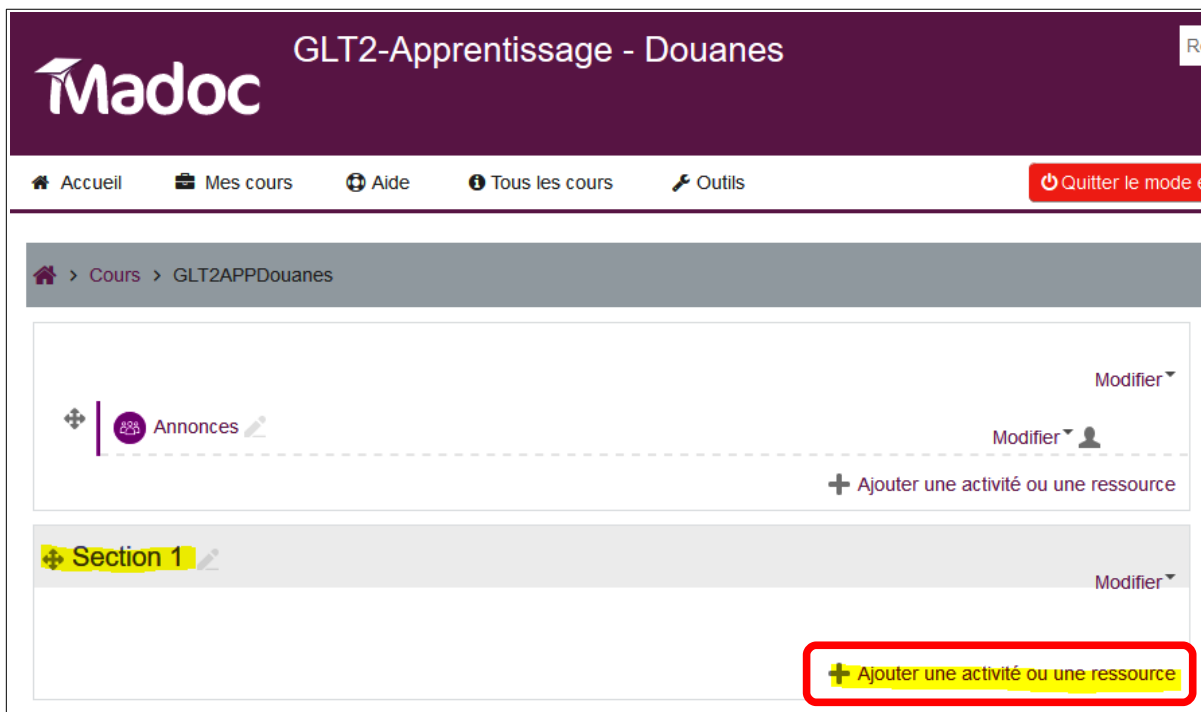 GLT2-Apprentissage - Douanes
Madoc
Accueil Mes cours Aide Tous les cours Outils Quitter le mode
> Cours > GLT2APPDouanes
Modifier
Annonces
Modifier
Ajouter une activité ou une ressource
Section 1
Modifier
Ajouter une activité ou une ressource